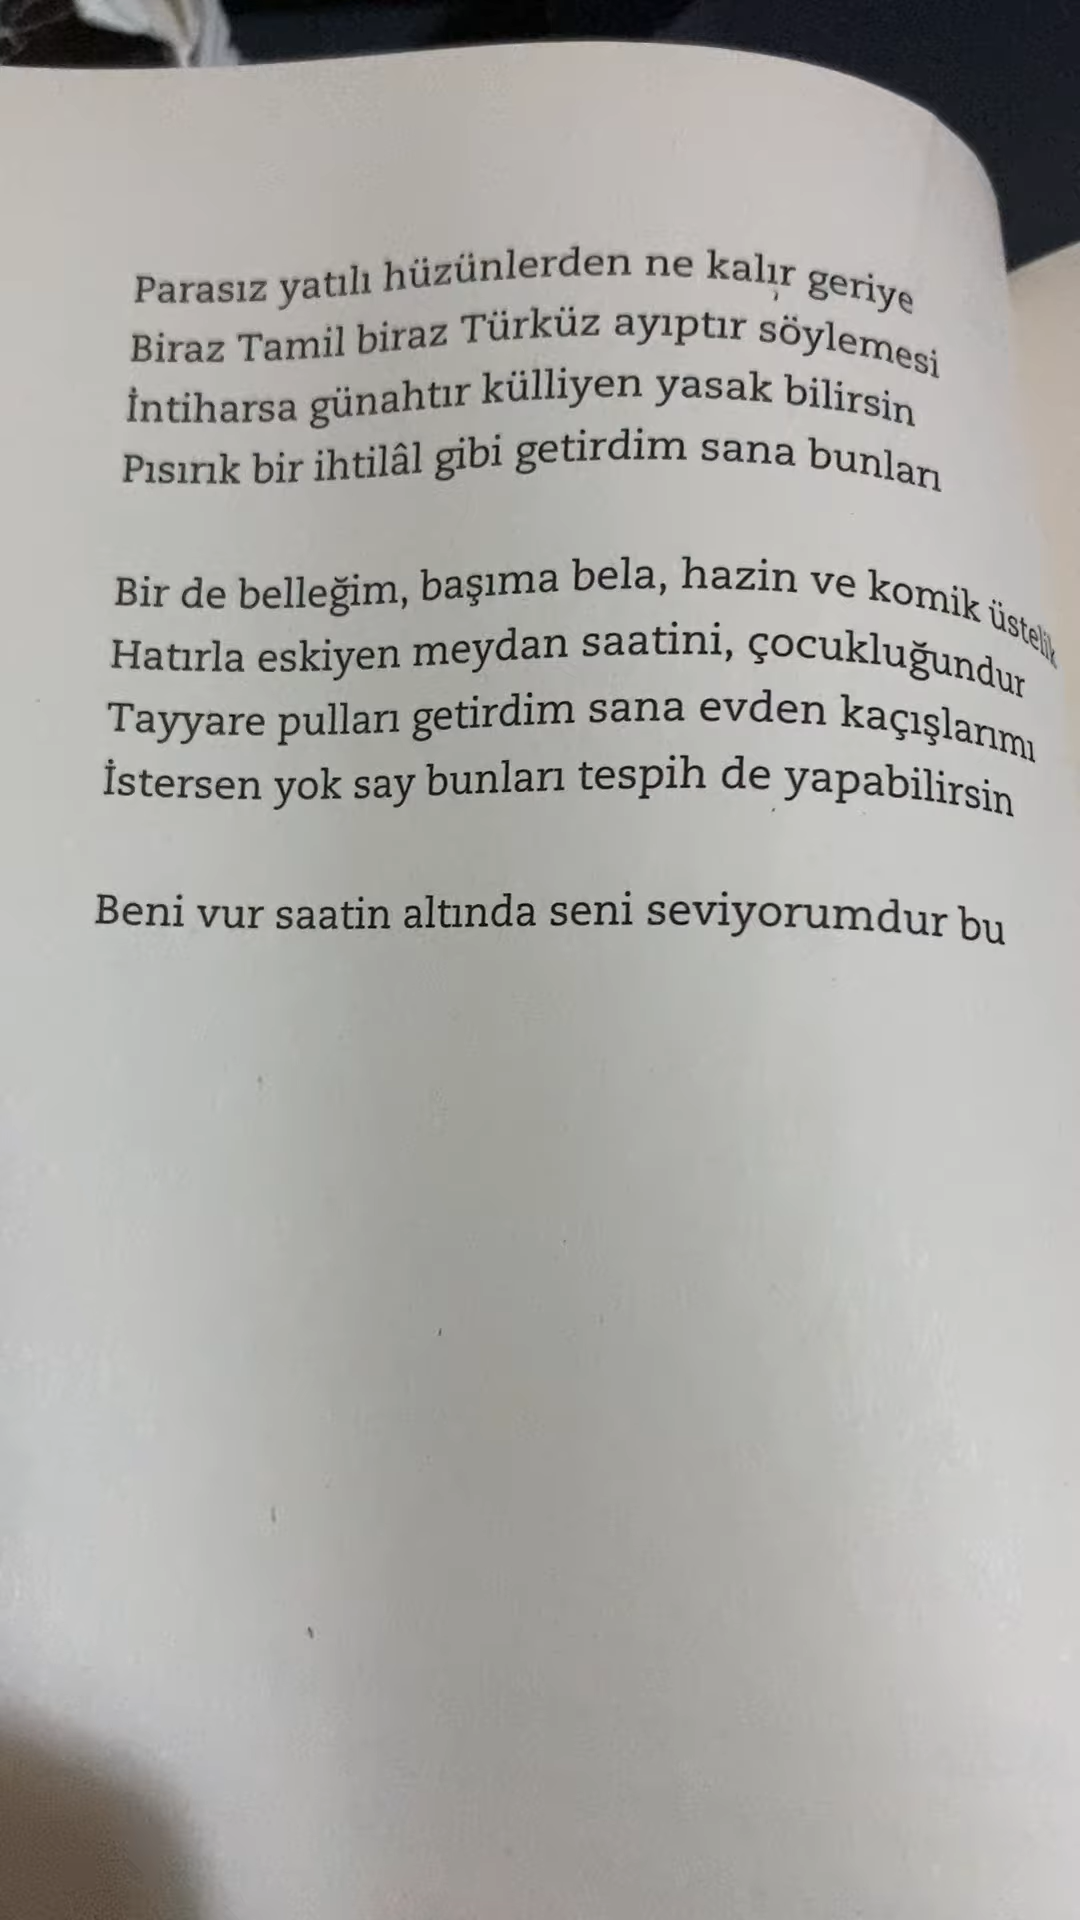 Parasız yatılı hüzünlerden ne kalır geriye
Biraz Tamil biraz Türküz ayıptır söylemesi
İntiharsa günahtır külliyen yasak bilirsin
Pısırık bir ihtilâl gibi getirdim sana bunları
Bir de belleğim, başıma bela, hazin ve komik üstelik
Hatırla eskiyen meydan saatini, çocukluğundur
Tayyare pulları getirdim sana evden kaçışlarımı
İstersen yok say bunları tespih de yapabilirsin
Beni vur saatin altında seni seviyorumdur bu